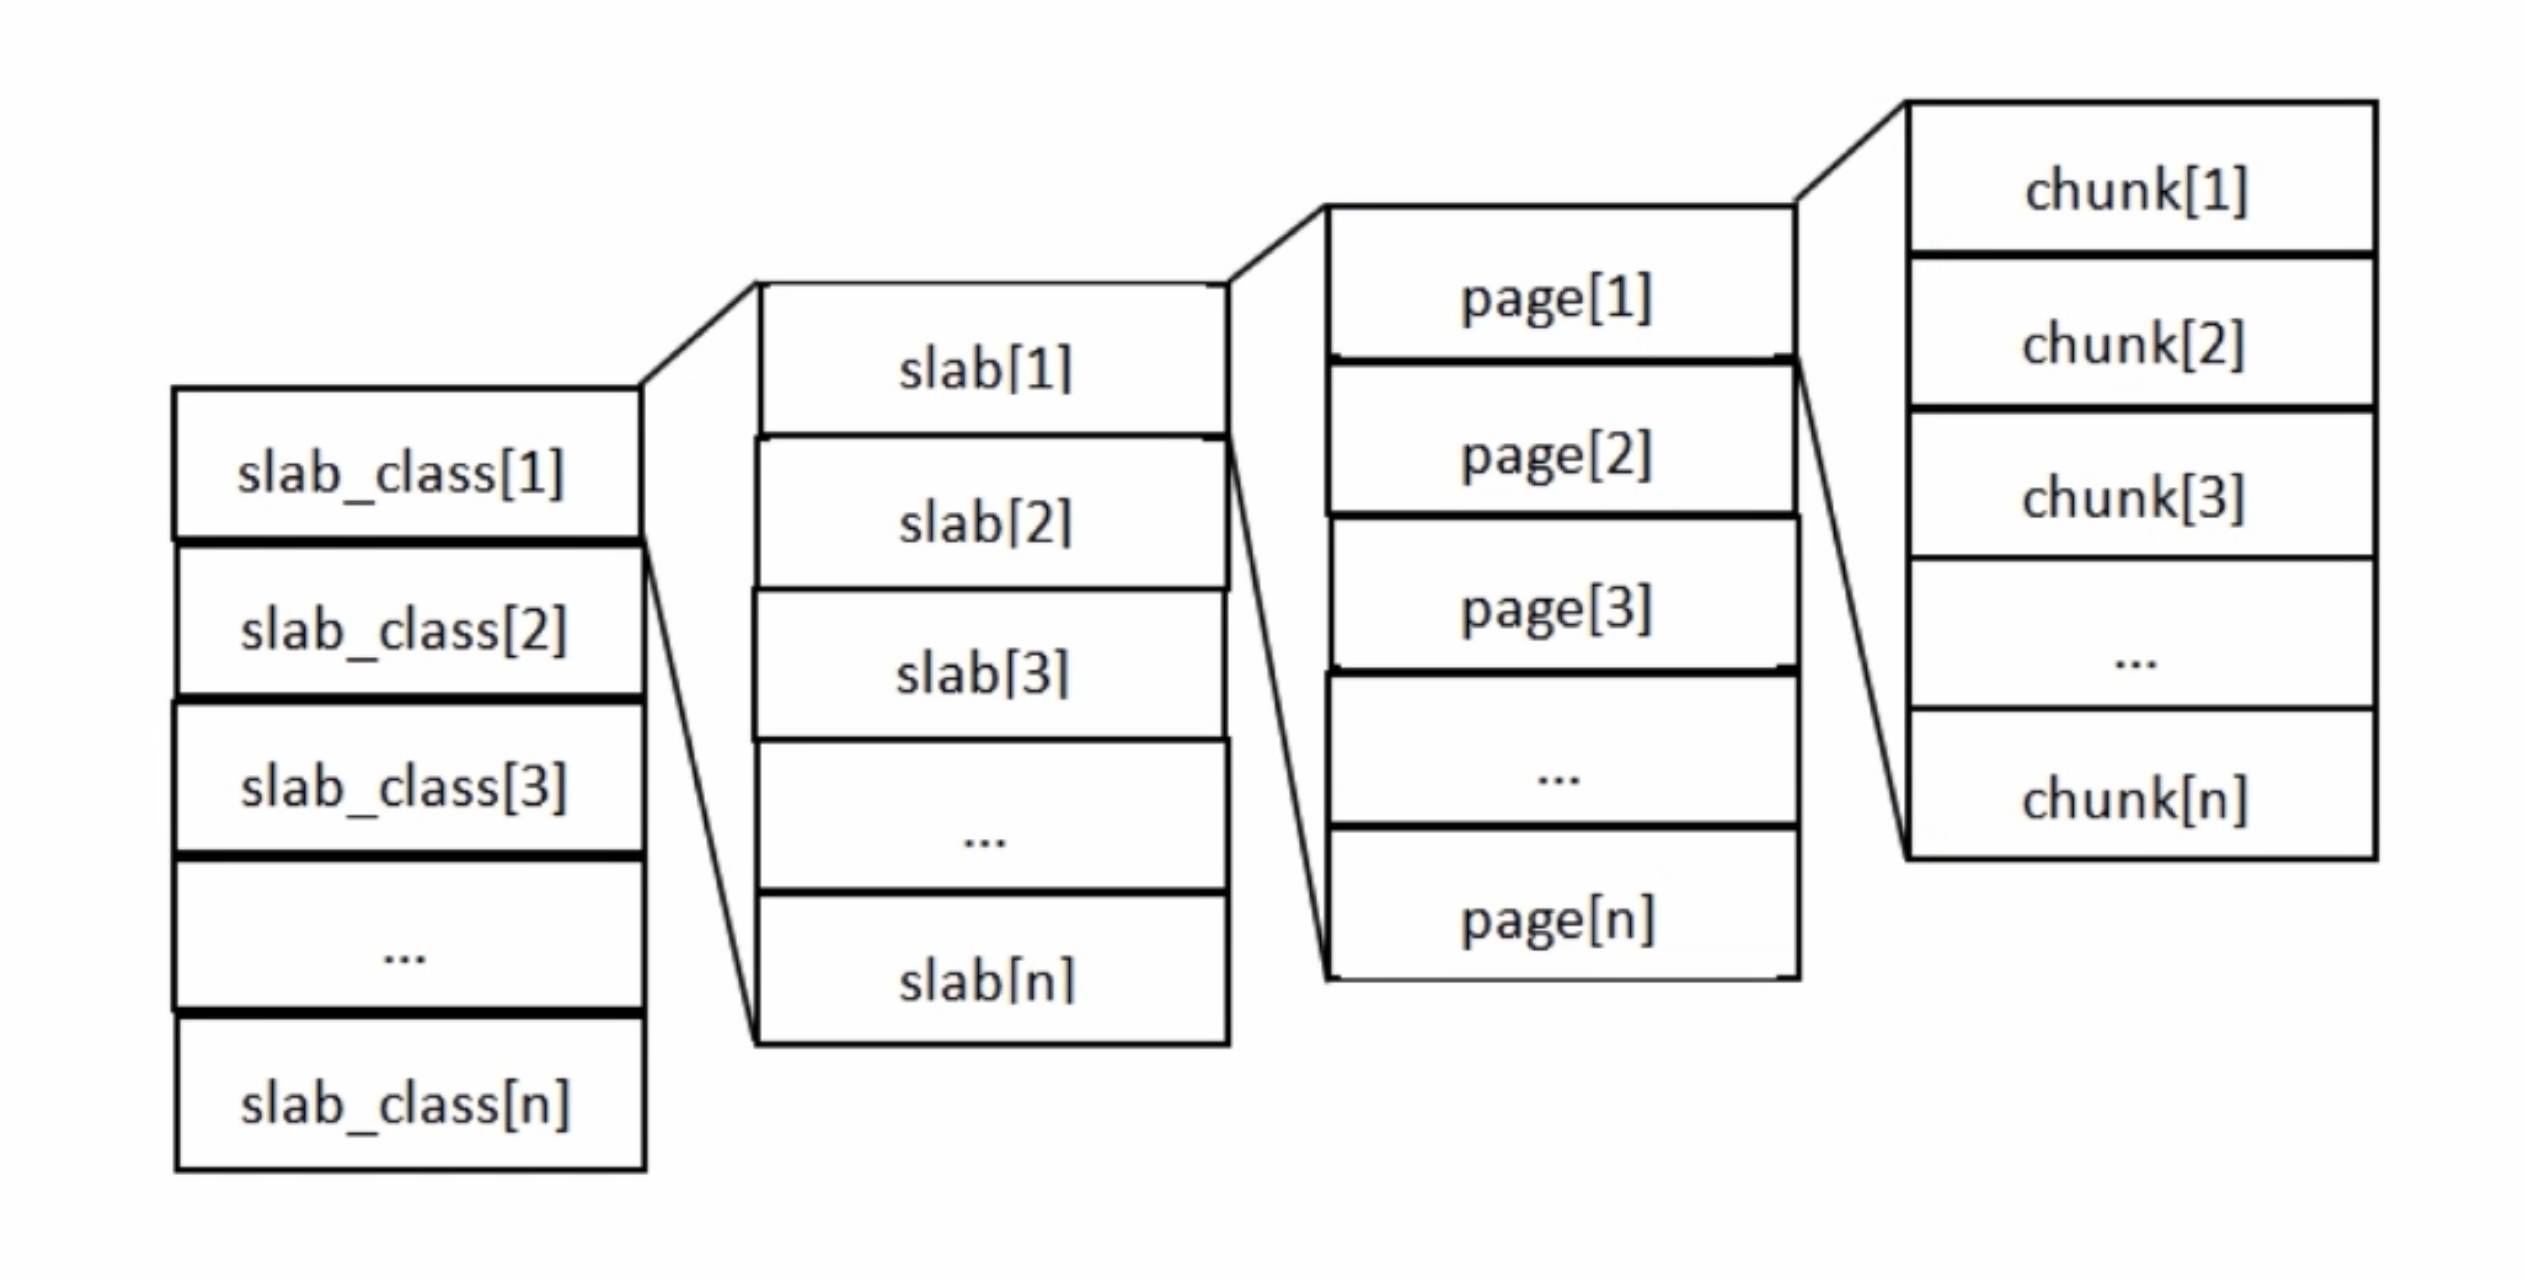 slab_class[1]
slab_class[2]
slab_class[3]
...
slab_class[n]
slab[1]
slab[2]
slab[3]
...
slab[n]
page[1]
page[2]
page[3]
...
page[n]
chunk[1]
chunk[2]
chunk[3]
...
chunk[n]